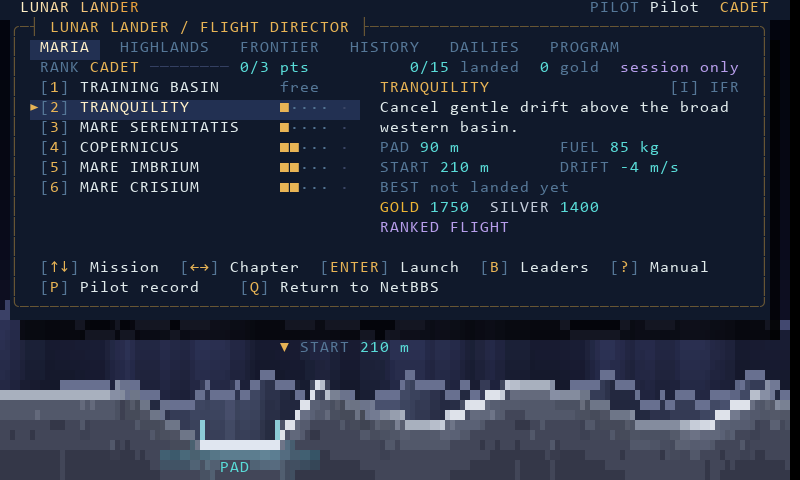 LUNAR LANDER PILOT Pilot CADET
LUNAR LANDER / FLIGHT DIRECTOR
MARIA HIGHLANDS FRONTIER HISTORY DAILIES PROGRAM
RANK CADET ──────── 0/3 pts 0/15 landed 0 gold session only
[1] TRAINING BASIN free TRANQUILITY [I] IFR
►[2] TRANQUILITY ■···· · Cancel gentle drift above the broad
[3] MARE SERENITATIS ■···· · western basin.
[4] COPERNICUS ■■··· · PAD 90 m FUEL 85 kg
[5] MARE IMBRIUM ■■··· · START 210 m DRIFT -4 m/s
[6] MARE CRISIUM ■■··· · BEST not landed yet
GOLD 1750 SILVER 1400
RANKED FLIGHT
[↑↓] Mission [←→] Chapter [ENTER] Launch [B] Leaders [?] Manual
[P] Pilot record [Q] Return to NetBBS
▼ START 210 m
PAD